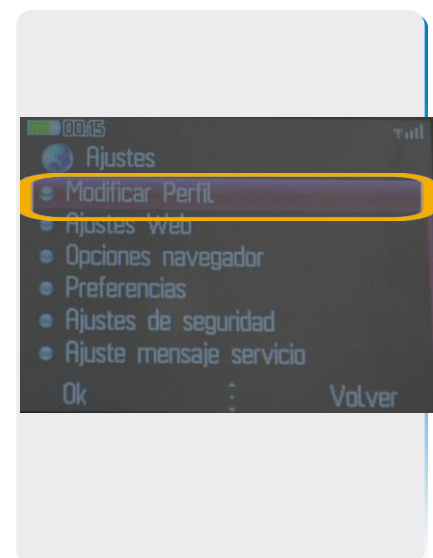 00:15
Ajustes
Modificar Perfil
Ajustes Web
Opciones navegador
Preferencias
Ajustes de seguridad
Ajuste mensaje servicio
Ok Volver